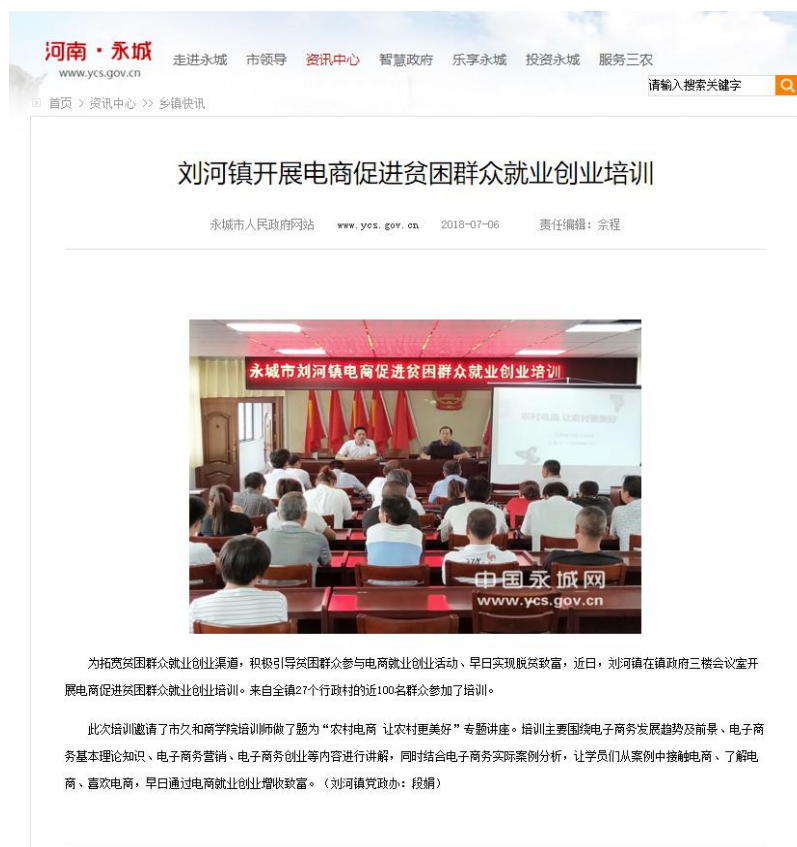 河南·永城
www.ycs.gov.cn
走进永城 市领导 资讯中心 智慧政府 乐享永城 投资永城 服务三农
请输入搜索关键字
首页 > 资讯中心 >> 乡镇快讯
刘河镇开展电商促进贫困群众就业创业培训
永城市人民政府网站 www.ycs.gov.cn 2018-07-06 责任编辑：佘程
永城市刘河镇电商促进贫困群众就业创业培训
农村电商 让农村更美好
中国永城网
www.ycs.gov.cn
为拓宽贫困群众就业创业渠道，积极引导贫困群众参与电商就业创业活动、早日实现脱贫致富，近日，刘河镇在镇政府三楼会议室开
展电商促进贫困群众就业创业培训。来自全镇27个行政村的近100名群众参加了培训。
此次培训邀请了市久和商学院培训师做了题为“农村电商 让农村更美好”专题讲座。培训主要围绕电子商务发展趋势及前景、电子商
务基本理论知识、电子商务营销、电子商务创业等内容进行讲解，同时结合电子商务实际案例分析，让学员们从案例中接触电商、了解电
商、喜欢电商，早日通过电商就业创业增收致富。（刘河镇党政办：段娟）